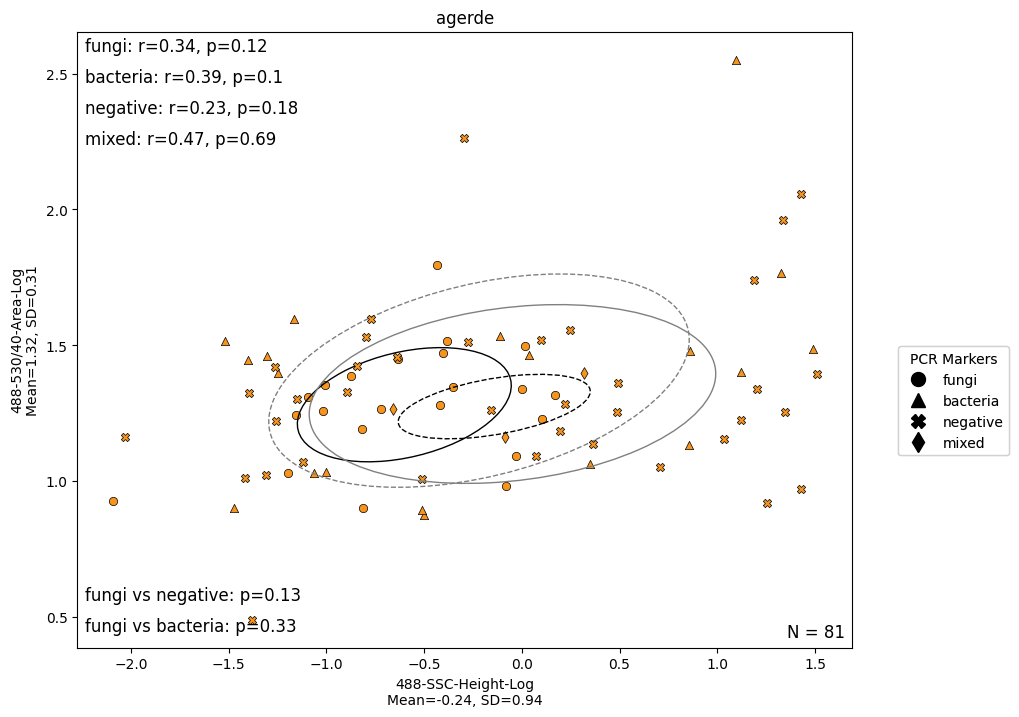 agerde
fungi: r=0.34, p=0.12
bacteria: r=0.39, p=0.1
negative: r=0.23, p=0.18
mixed: r=0.47, p=0.69
2.5
2.0
1.5
1.0
0.5
488-530/40-Area-Log
Mean=1.32, SD=0.31
fungi vs negative: p=0.13
fungi vs bacteria: p=0.33
N = 81
−2.0
−1.5
−1.0
−0.5
0.0
0.5
1.0
1.5
488-SSC-Height-Log
Mean=-0.24, SD=0.94
PCR Markers
fungi
bacteria
negative
mixed